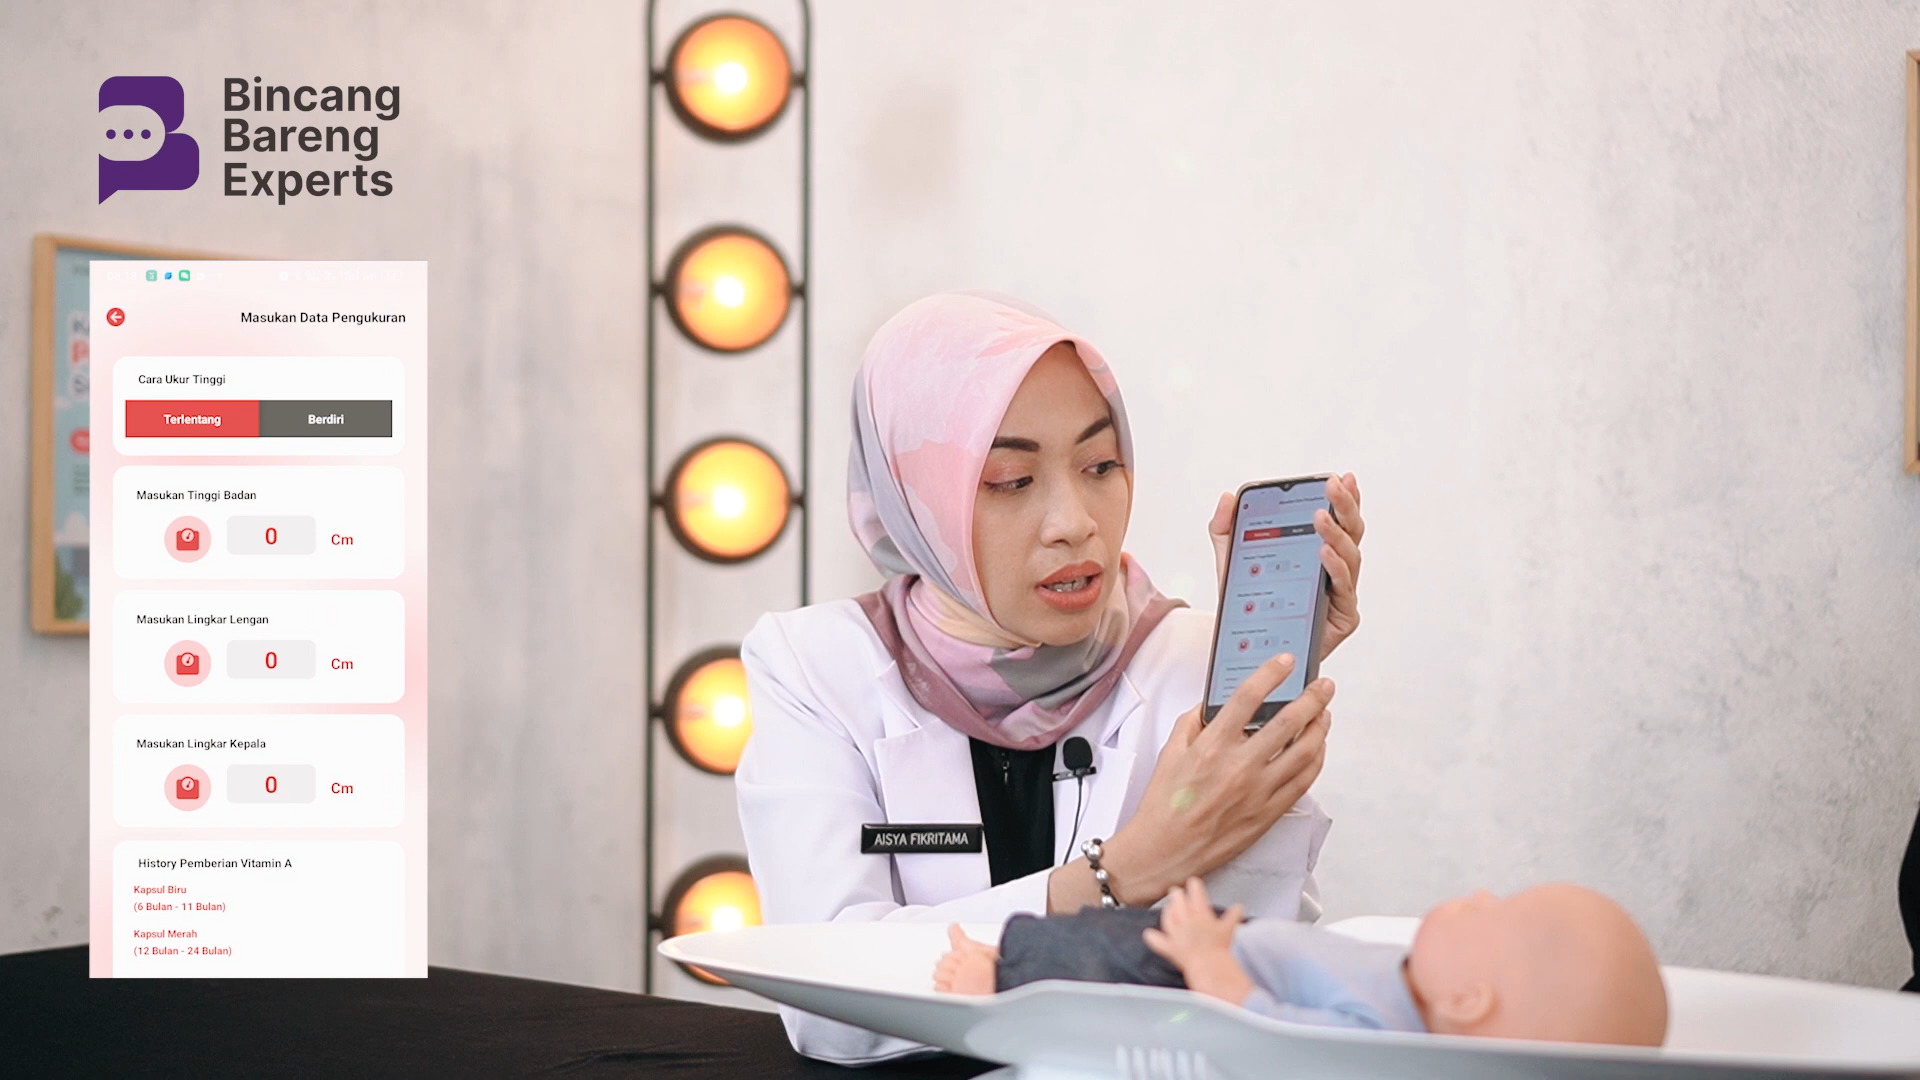 Bincang
Bareng
Experts
Masukan Data Pengukuran
Cara Ukur Tinggi
Terlentang
Berdiri
Masukan Tinggi Badan
0 Cm
Masukan Lingkar Lengan
0 Cm
Masukan Lingkar Kepala
0 Cm
History Pemberian Vitamin A
Kapsul Biru
(6 Bulan - 11 Bulan)
Kapsul Merah
(12 Bulan - 24 Bulan)
AISYA FIKRITAMA